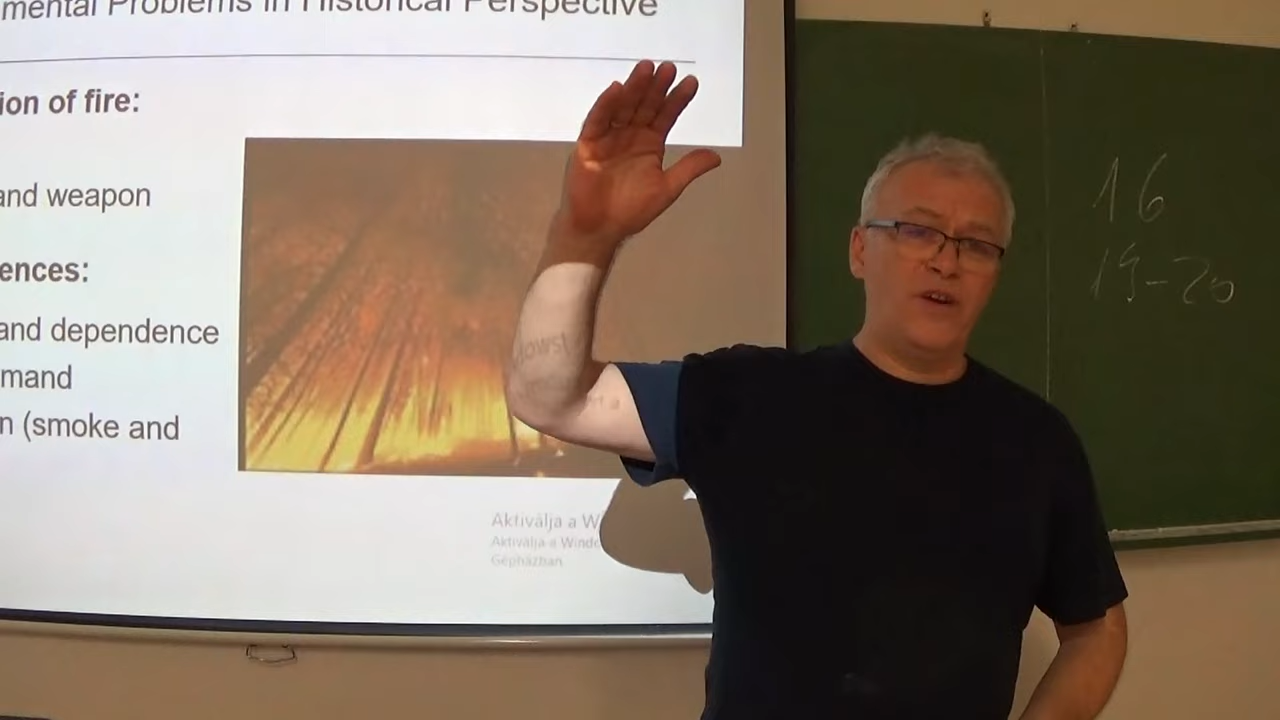 mental Problems in Historical Perspective
ion of fire:
and weapon
ences:
and dependence
mand
n (smoke and
Aktiválja a W
Aktiválja a Windo
Gépházban.
dows!
16
19-20